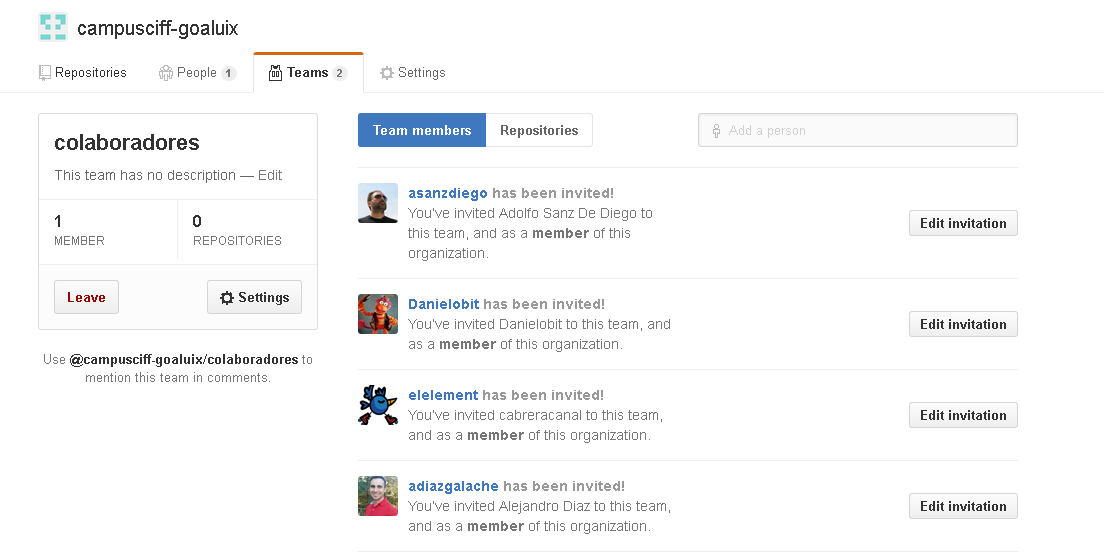 campusciff-goaluix
Repositories People 1 Teams 2 Settings
colaboradores
This team has no description — Edit
1
MEMBER
0
REPOSITORIES
Leave
Settings
Use @campusciff-goaluix/colaboradores to
mention this team in comments.
Team members Repositories
Add a person
asanzdiego has been invited!
You've invited Adolfo Sanz De Diego to
this team, and as a member of this
organization.
Edit invitation
Danielobit has been invited!
You've invited Danielobit to this team, and
as a member of this organization.
Edit invitation
elelement has been invited!
You've invited cabreracanal to this team,
and as a member of this organization.
Edit invitation
adiazgalache has been invited!
You've invited Alejandro Diaz to this team,
and as a member of this organization.
Edit invitation